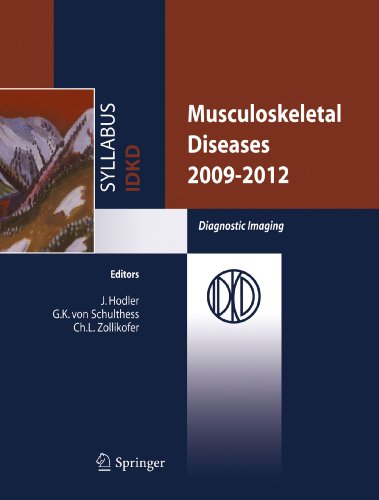 SYLLABUS
IDKD
Musculoskeletal
Diseases
2009-2012
Diagnostic Imaging
Editors
J. Hodler
G.K. von Schulthess
Ch.L. Zollikofer
IDKD
Springer